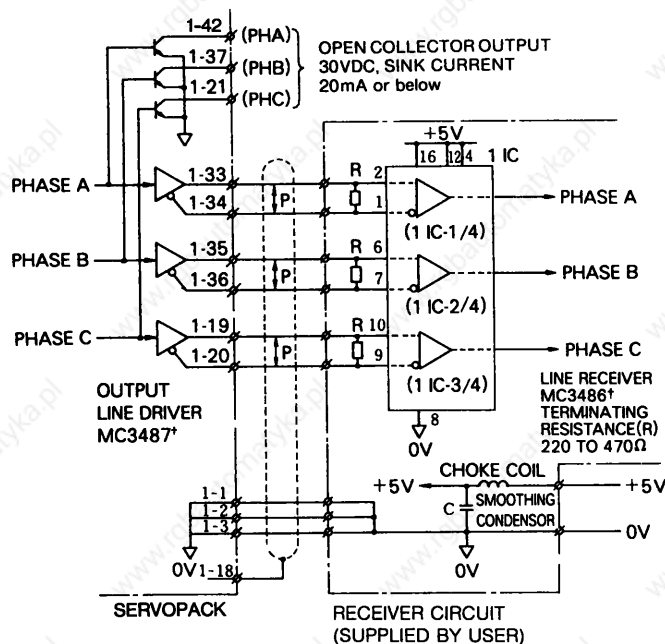 1-42 (PHA)
1-37 (PHB)
1-21 (PHC)
OPEN COLLECTOR OUTPUT
30VDC, SINK CURRENT
20mA or below
+5V
16 12 4 1 IC
PHASE A 1-33 P R 2 PHASE A
1-34 1
(1 IC-1/4)
PHASE B 1-35 P R 6 PHASE B
1-36 7
(1 IC-2/4)
PHASE C 1-19 P R 10 PHASE C
1-20 9
(1 IC-3/4)
OUTPUT
LINE DRIVER
MC3487†
8
0V
LINE RECEIVER
MC3486†
TERMINATING
RESISTANCE(R)
220 TO 470Ω
CHOKE COIL
+5V +5V
C SMOOTHING
CONDENSOR
0V
0V
1-1
1-2
1-3
0V
1-18
SERVOPACK
RECEIVER CIRCUIT
(SUPPLIED BY USER)
www.rgbautomatyka.pl